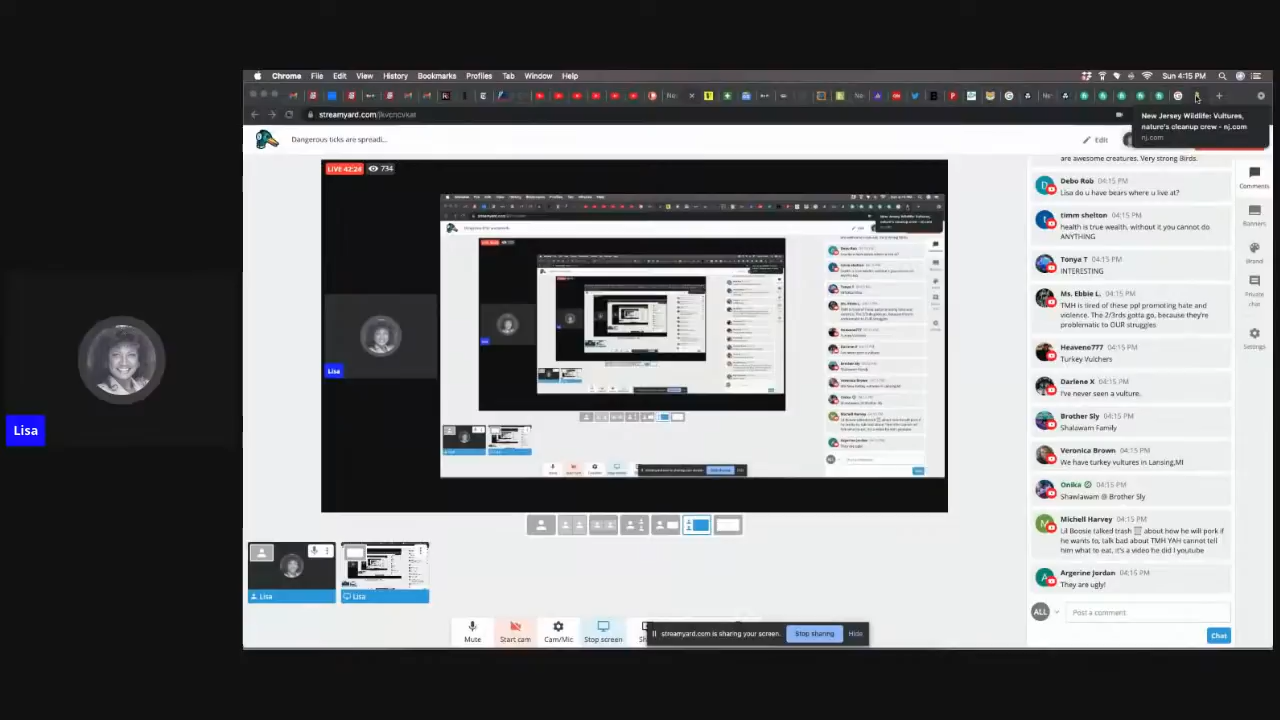 Chrome File Edit View History Bookmarks Profiles Tab Window Help
Sun 4:15 PM
streamyard.com/jkvcncvkat
New Jersey Wildlife: Vultures,
nature's cleanup crew - nj.com
nj.com
Dangerous ticks are spreadi...
Edit
LIVE 42:24 734
Lisa
are awesome creatures. Very strong Birds.
Debo Rob 04:15 PM
Lisa do u have bears where u live at?
timm shelton 04:15 PM
health is true wealth, without it you cannot do
ANYTHING
Tonya T 04:15 PM
INTERESTING
Ms. Ebbie L. 04:15 PM
TMH is tired of these ppl promoting hate and
violence. The 2/3rds gotta go, because they're
problematic to OUR struggles
Heavene777 04:15 PM
Turkey Vulchers
Darlene X 04:15 PM
I've never seen a vulture.
Brother Sly 04:15 PM
Shalawam Family
Veronica Brown 04:15 PM
We have turkey vultures in Lansing,MI
Onika 04:15 PM
Shawlawam @ Brother Sly
Michell Harvey 04:15 PM
Lil Boosie talked trash about how he will pork if
he wants to, talk bad about TMH YAH cannot tell
him what to eat, it's a video he did I youtube
Argerine Jordan 04:15 PM
They are ugly!
ALL
Post a comment
Chat
Comments
Banners
Brand
Private
chat
Settings
Lisa
Lisa
Lisa
Mute
Start cam
Cam/Mic
Stop screen
streamyard.com is sharing your screen.
Stop sharing
Hide